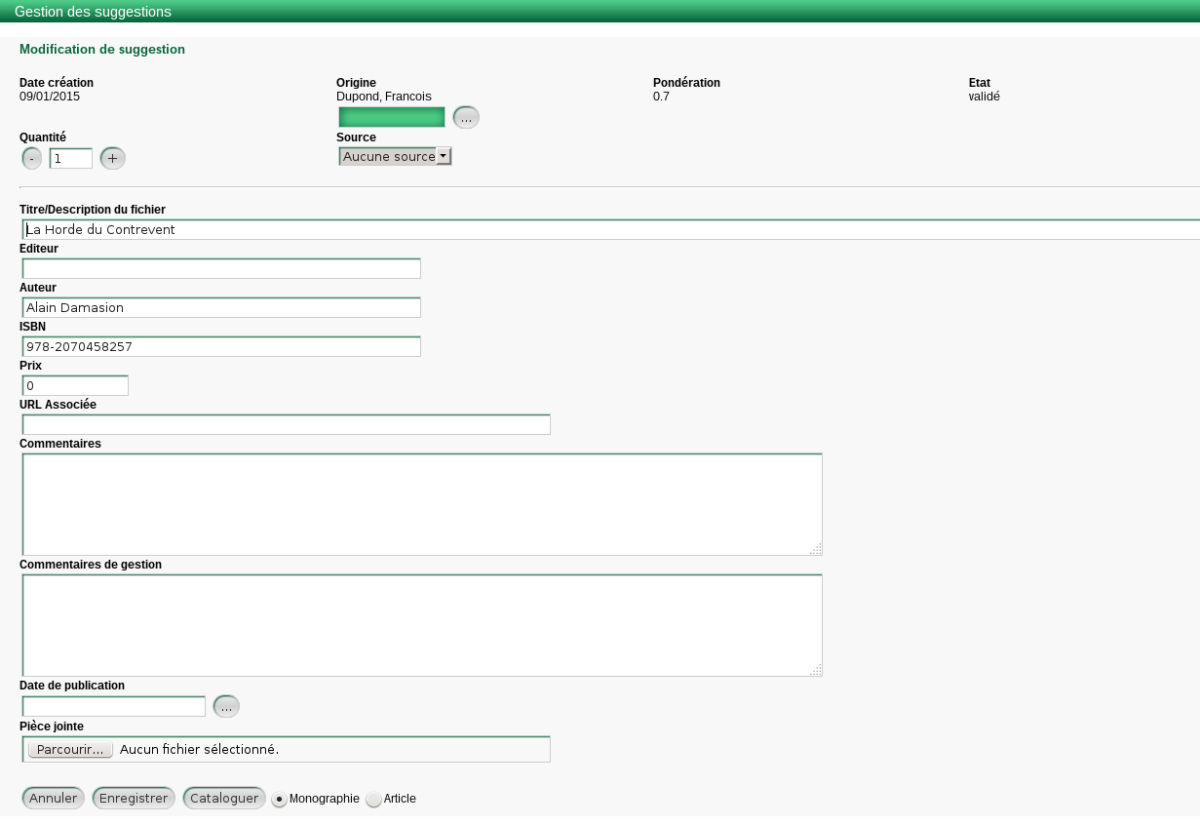 Gestion des suggestions
Modification de suggestion
Date création Origine Pondération Etat
09/01/2015 Dupond, Francois 0.7 validé
...
Quantité Source
- 1 + Aucune source
Titre/Description du fichier
La Horde du Contrevent
Editeur
Auteur
Alain Damasion
ISBN
978-2070458257
Prix
0
URL Associée
Commentaires
Commentaires de gestion
Date de publication
...
Pièce jointe
Parcourir... Aucun fichier sélectionné.
Annuler Enregistrer Cataloguer Monographie Article